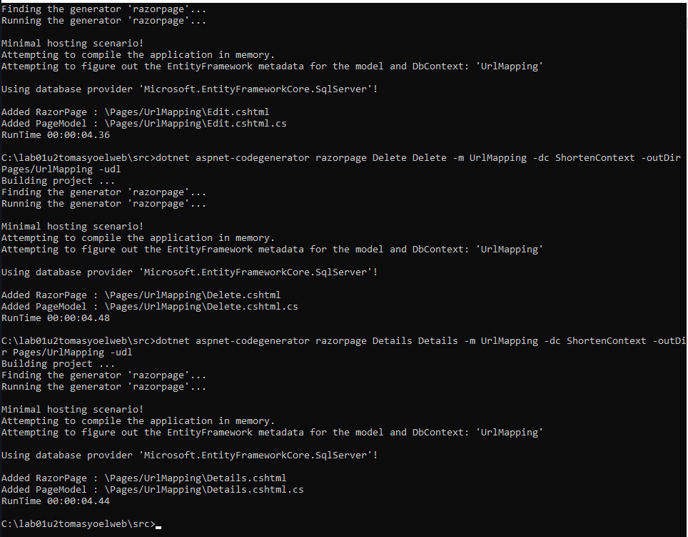 Finding the generator 'razorpage'...
Running the generator 'razorpage'...
Minimal hosting scenario!
Attempting to compile the application in memory.
Attempting to figure out the EntityFramework metadata for the model and DbContext: 'UrlMapping'
Using database provider 'Microsoft.EntityFrameworkCore.SqlServer'!
Added RazorPage : \Pages/UrlMapping\Edit.cshtml
Added PageModel : \Pages/UrlMapping\Edit.cshtml.cs
RunTime 00:00:04.36
C:\lab01u2tomasyoelweb\src>dotnet aspnet-codegenerator razorpage Delete Delete -m UrlMapping -dc ShortenContext -outDir
Pages/UrlMapping -udl
Building project ...
Finding the generator 'razorpage'...
Running the generator 'razorpage'...
Minimal hosting scenario!
Attempting to compile the application in memory.
Attempting to figure out the EntityFramework metadata for the model and DbContext: 'UrlMapping'
Using database provider 'Microsoft.EntityFrameworkCore.SqlServer'!
Added RazorPage : \Pages/UrlMapping\Delete.cshtml
Added PageModel : \Pages/UrlMapping\Delete.cshtml.cs
RunTime 00:00:04.48
C:\lab01u2tomasyoelweb\src>dotnet aspnet-codegenerator razorpage Details Details -m UrlMapping -dc ShortenContext -outDi
r Pages/UrlMapping -udl
Building project ...
Finding the generator 'razorpage'...
Running the generator 'razorpage'...
Minimal hosting scenario!
Attempting to compile the application in memory.
Attempting to figure out the EntityFramework metadata for the model and DbContext: 'UrlMapping'
Using database provider 'Microsoft.EntityFrameworkCore.SqlServer'!
Added RazorPage : \Pages/UrlMapping\Details.cshtml
Added PageModel : \Pages/UrlMapping\Details.cshtml.cs
RunTime 00:00:04.44
C:\lab01u2tomasyoelweb\src>